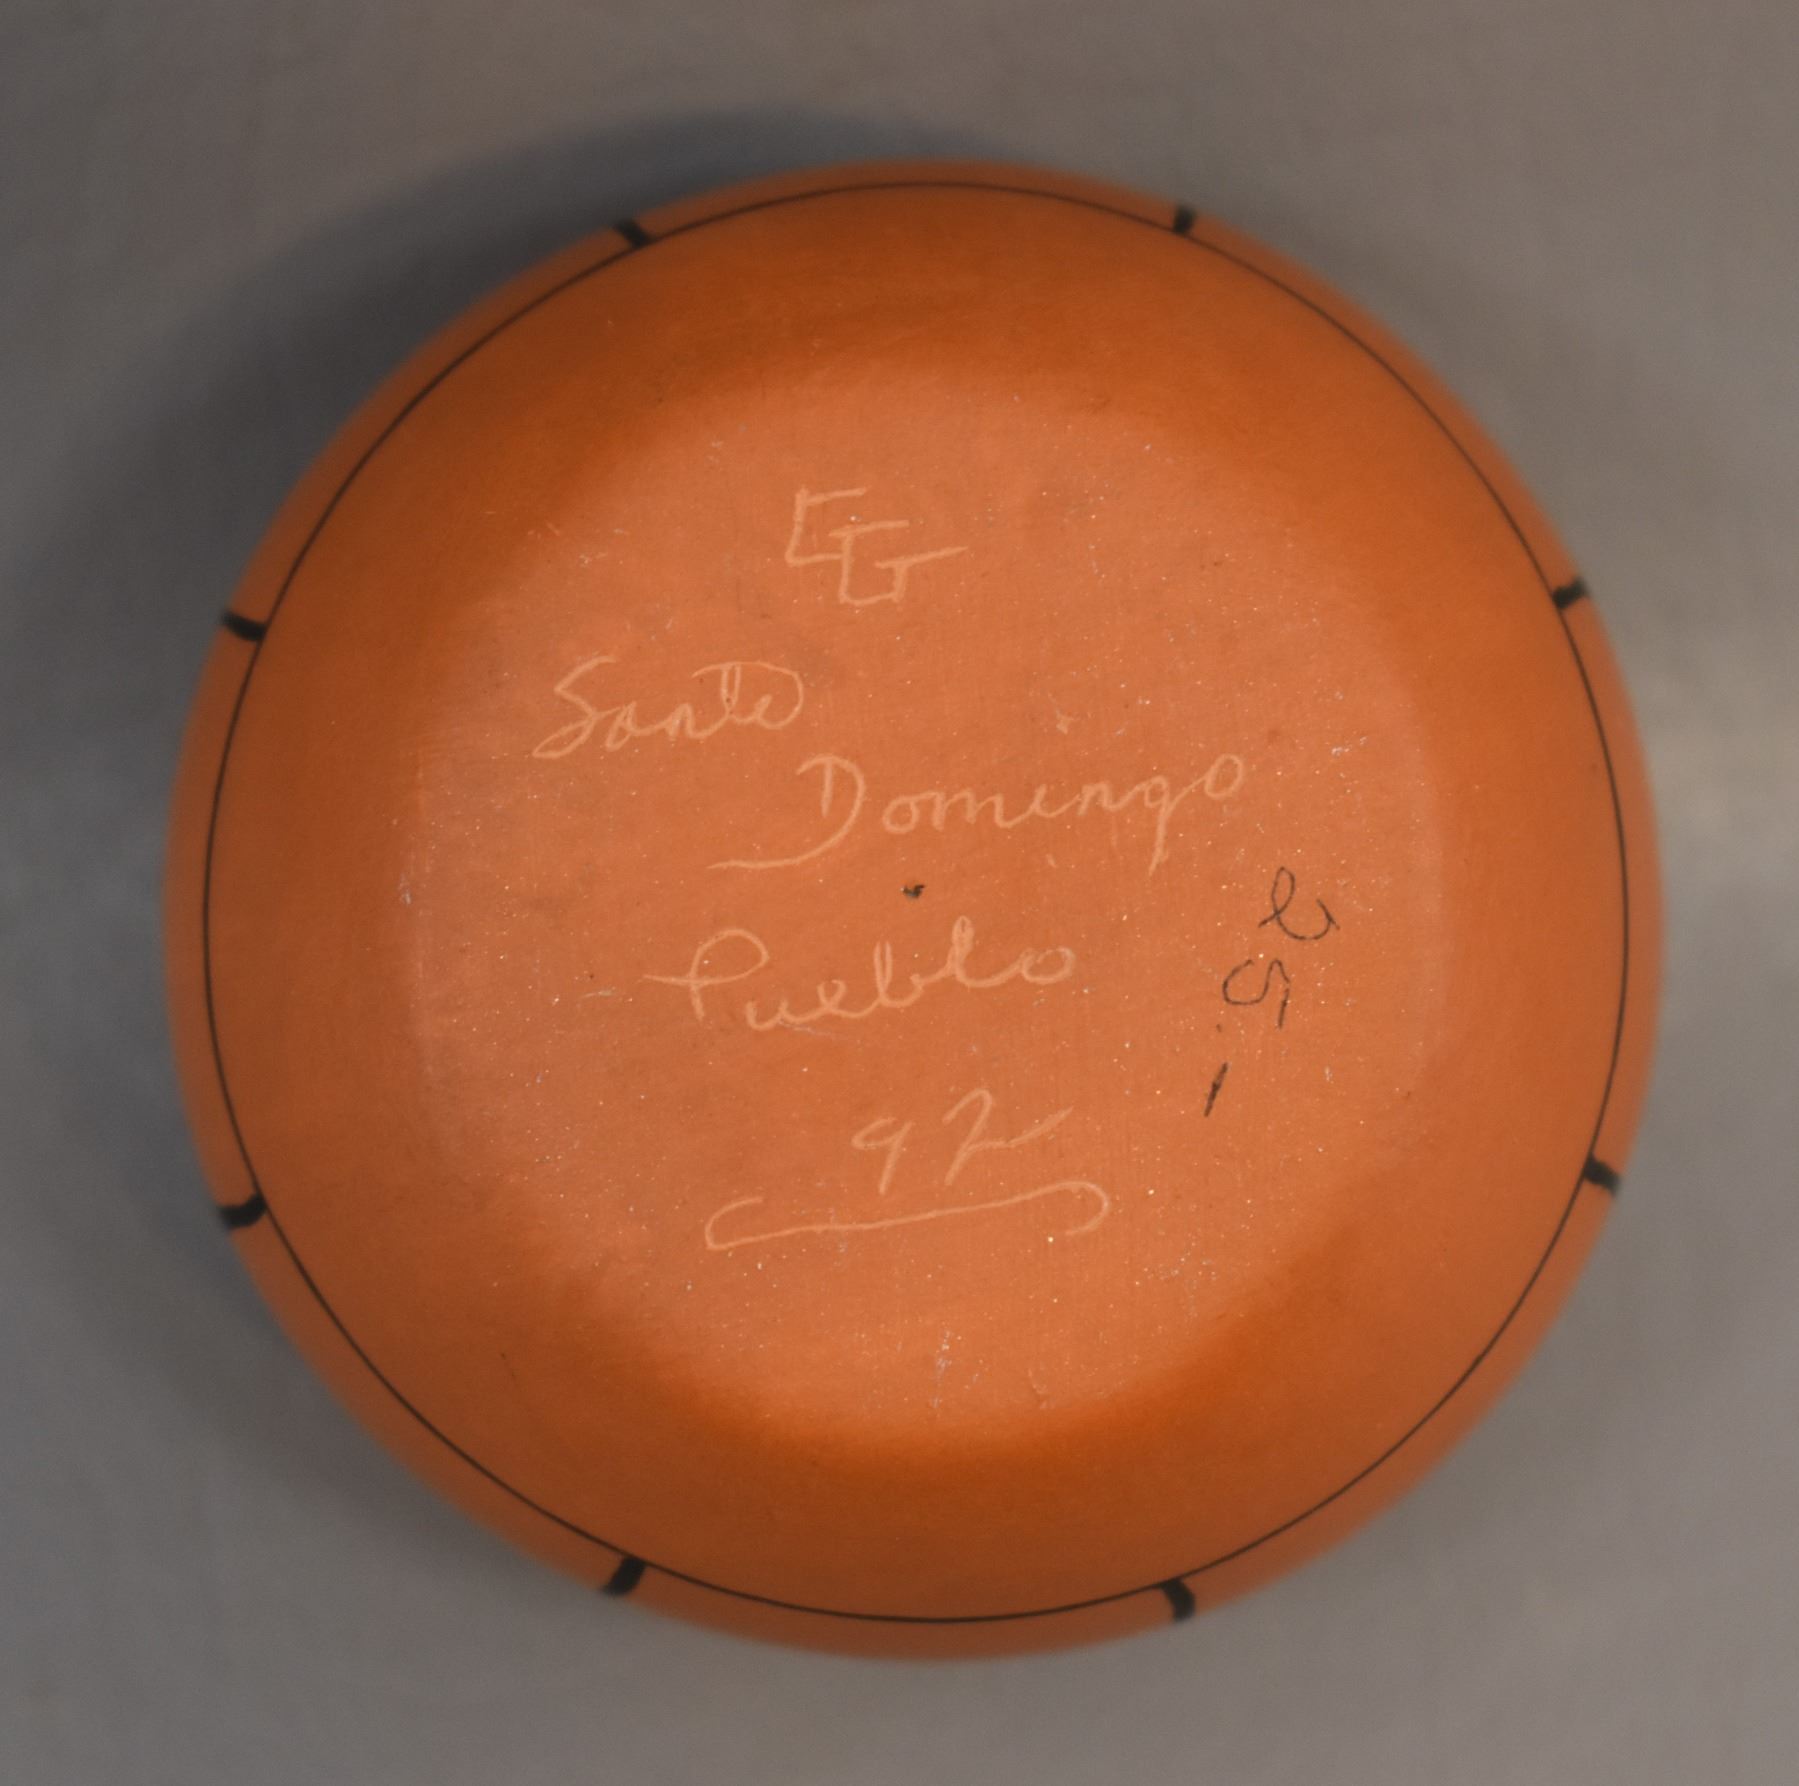 EG
Santo
Domingo
Pueblo
92